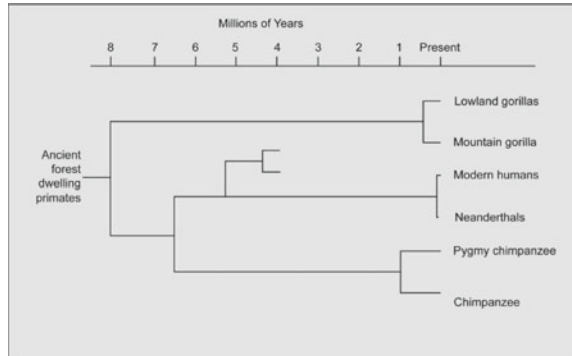 Millions of Years
8 7 6 5 4 3 2 1 Present
Lowland gorillas
Mountain gorilla
Ancient
forest
dwelling
primates
Modern humans
Neanderthals
Pygmy chimpanzee
Chimpanzee